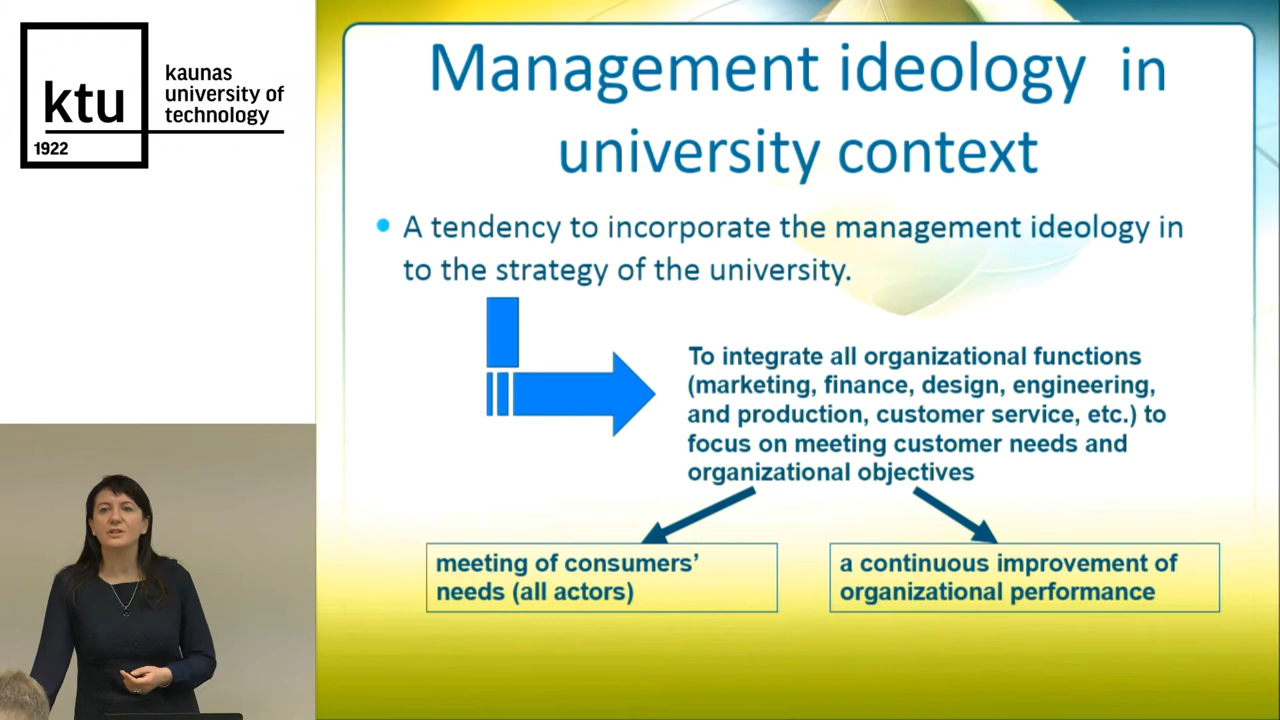 ktu
1922
kaunas
university of
technology
Management ideology in
university context
• A tendency to incorporate the management ideology in
to the strategy of the university.
To integrate all organizational functions
(marketing, finance, design, engineering,
and production, customer service, etc.) to
focus on meeting customer needs and
organizational objectives
meeting of consumers’
needs (all actors)
a continuous improvement of
organizational performance